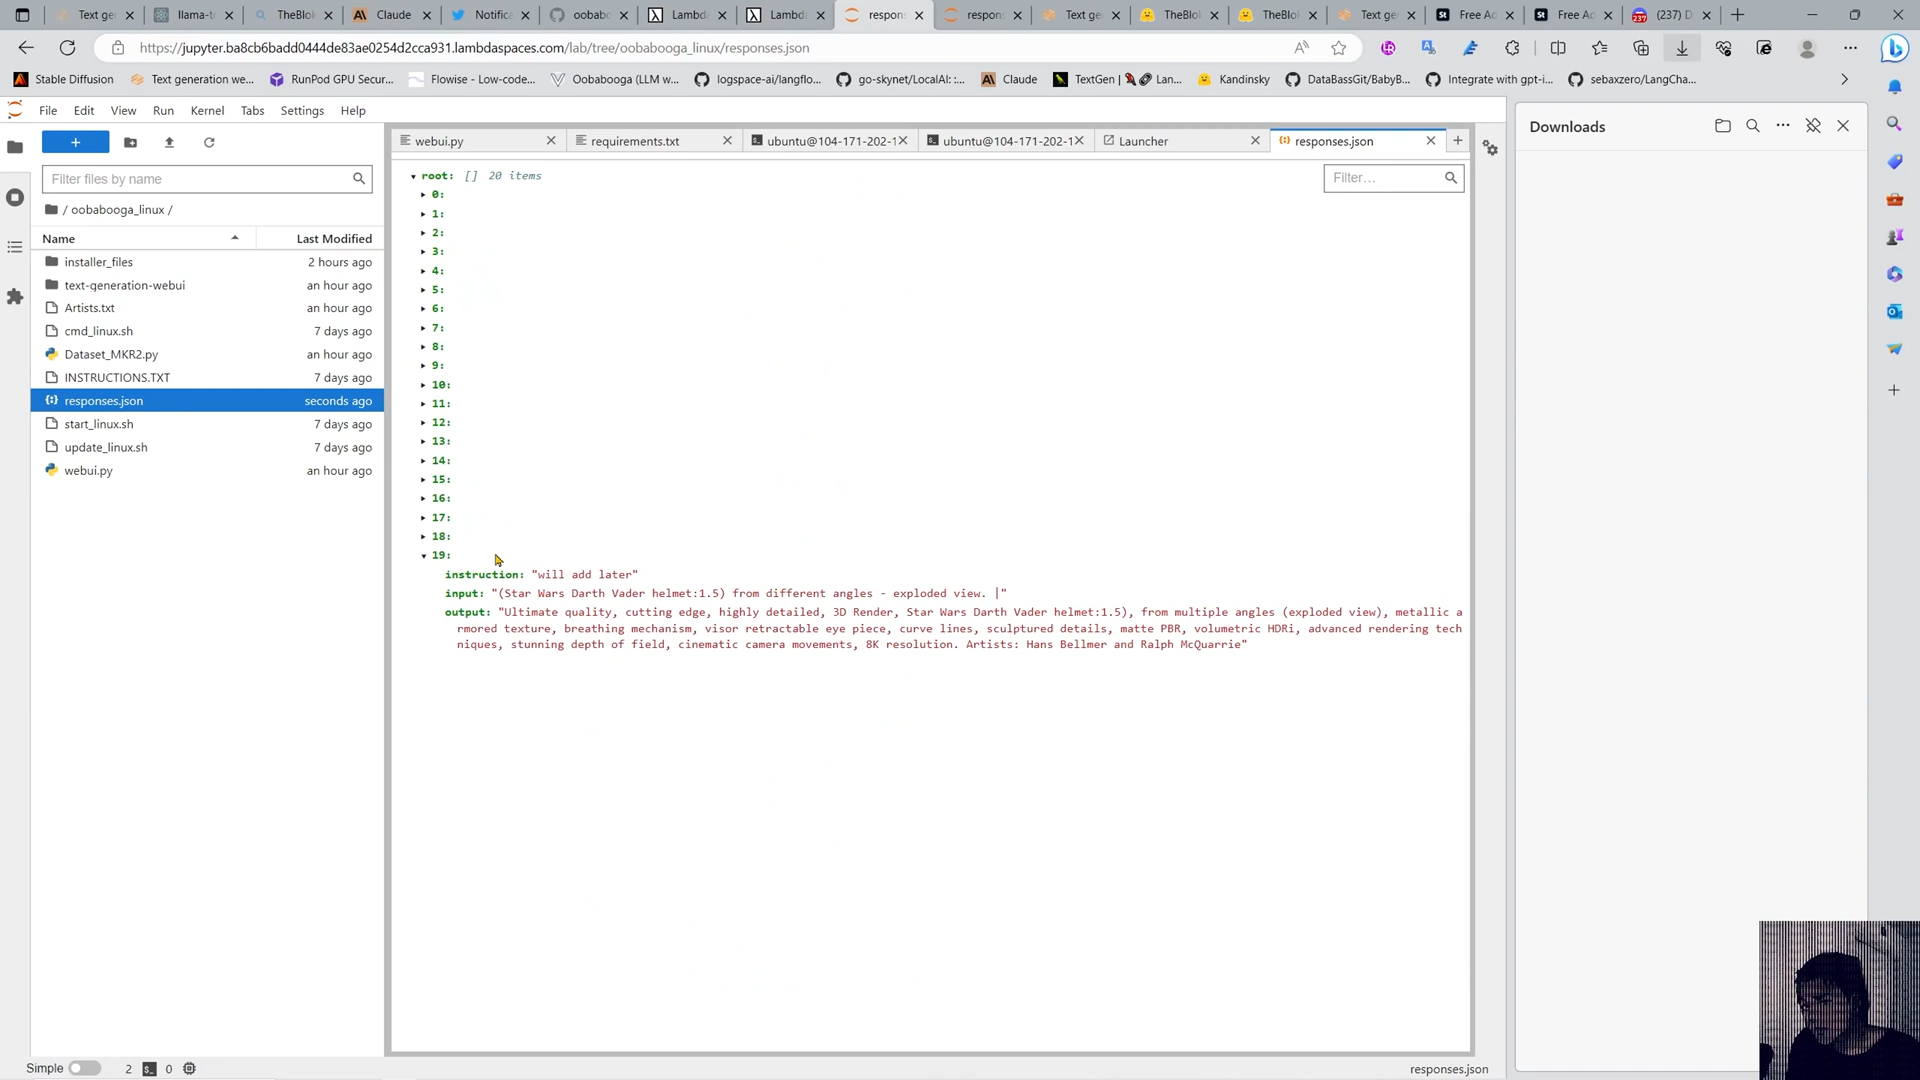 Text ge
llama-t
TheBlok
Claude
Notifica
oobabo
Lambda
Lambda
respons
respons
Text ge
TheBlo
TheBlok
Text ge
Free Ac
Free Ac
237
(237) D
https://jupyter.ba8cb6badd0444de83ae0254d2cca931.lambdaspaces.com/lab/tree/oobabooga_linux/responses.json
Stable Diffusion
Text generation we...
RunPod GPU Secur...
Flowise - Low-code...
Oobabooga (LLM w...
logspace-ai/langflo...
go-skynet/LocalAI: :...
Claude
TextGen | Lan...
Kandinsky
DataBassGit/BabyB...
Integrate with gpt-i...
sebaxzero/LangCha...
File Edit View Run Kernel Tabs Settings Help
Downloads
webui.py
requirements.txt
ubuntu@104-171-202-1
ubuntu@104-171-202-1
Launcher
responses.json
Filter files by name
/ oobabooga_linux /
Name Last Modified
installer_files 2 hours ago
text-generation-webui an hour ago
Artists.txt an hour ago
cmd_linux.sh 7 days ago
Dataset_MKR2.py an hour ago
INSTRUCTIONS.TXT 7 days ago
responses.json seconds ago
start_linux.sh 7 days ago
update_linux.sh 7 days ago
webui.py an hour ago
root: [] 20 items
Filter...
0:
1:
2:
3:
4:
5:
6:
7:
8:
9:
10:
11:
12:
13:
14:
15:
16:
17:
18:
19:
instruction: "will add later"
input: "(Star Wars Darth Vader helmet:1.5) from different angles - exploded view. |"
output: "Ultimate quality, cutting edge, highly detailed, 3D Render, Star Wars Darth Vader helmet:1.5), from multiple angles (exploded view), metallic a
rmored texture, breathing mechanism, visor retractable eye piece, curve lines, sculptured details, matte PBR, volumetric HDRi, advanced rendering tech
niques, stunning depth of field, cinematic camera movements, 8K resolution. Artists: Hans Bellmer and Ralph McQuarrie"
Simple 2 0
responses.json